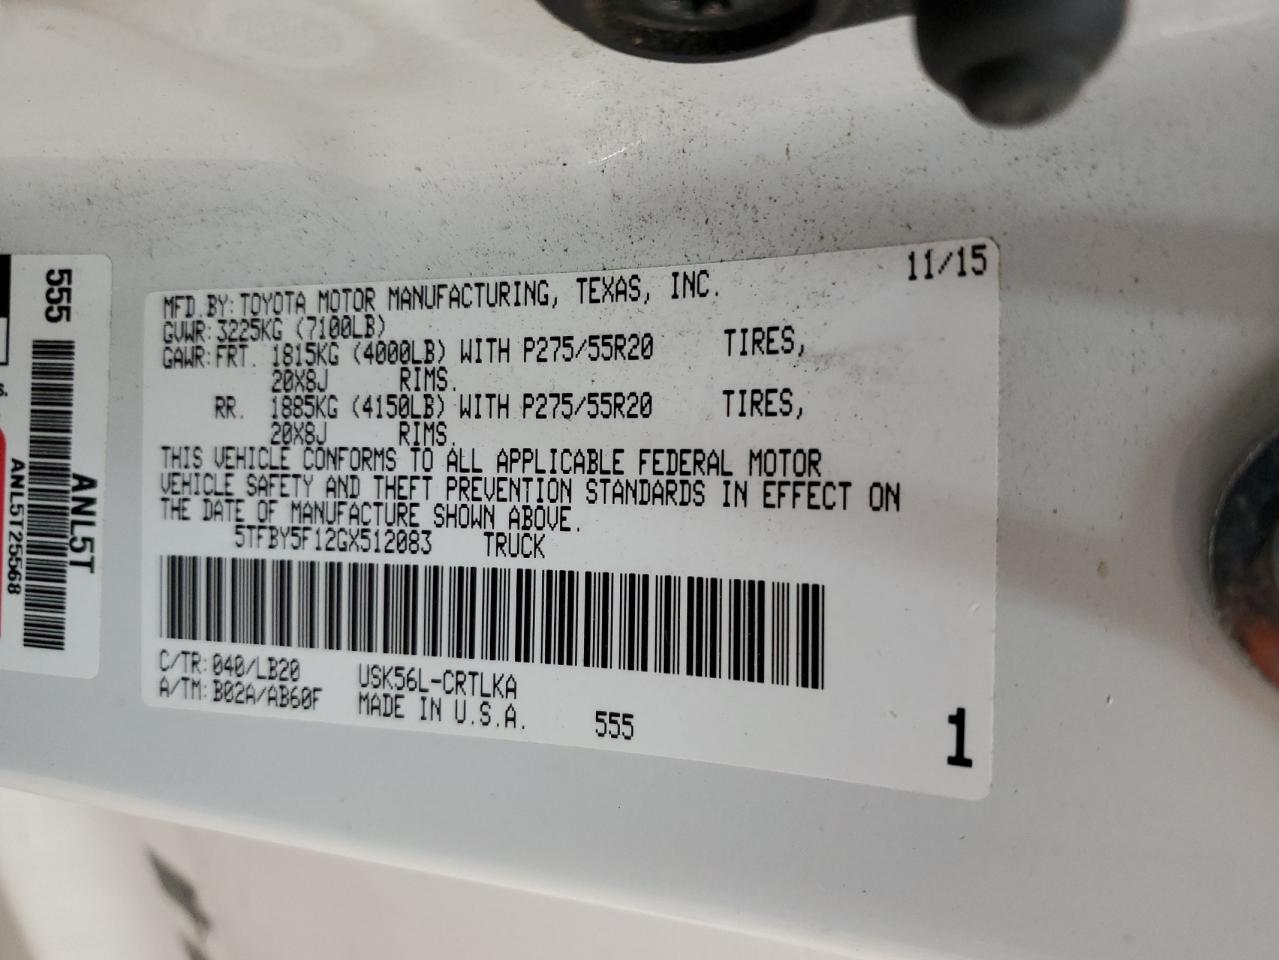 11/15
MFD. BY: TOYOTA MOTOR MANUFACTURING, TEXAS, INC.
GVWR: 3225KG (7100LB)
GAWR: FRT. 1815KG (4000LB) WITH P275/55R20 TIRES,
20X8J RIMS.
RR. 1885KG (4150LB) WITH P275/55R20 TIRES,
20X8J RIMS.
THIS VEHICLE CONFORMS TO ALL APPLICABLE FEDERAL MOTOR
VEHICLE SAFETY AND THEFT PREVENTION STANDARDS IN EFFECT ON
THE DATE OF MANUFACTURE SHOWN ABOVE.
5TFBY5F12GX512083 TRUCK
C/TR: 040/LB20 USK56L-CRTLKA
A/TM: B02A/AB60F MADE IN U.S.A. 555
1
555
ANL5T
ANL5T25568
s.